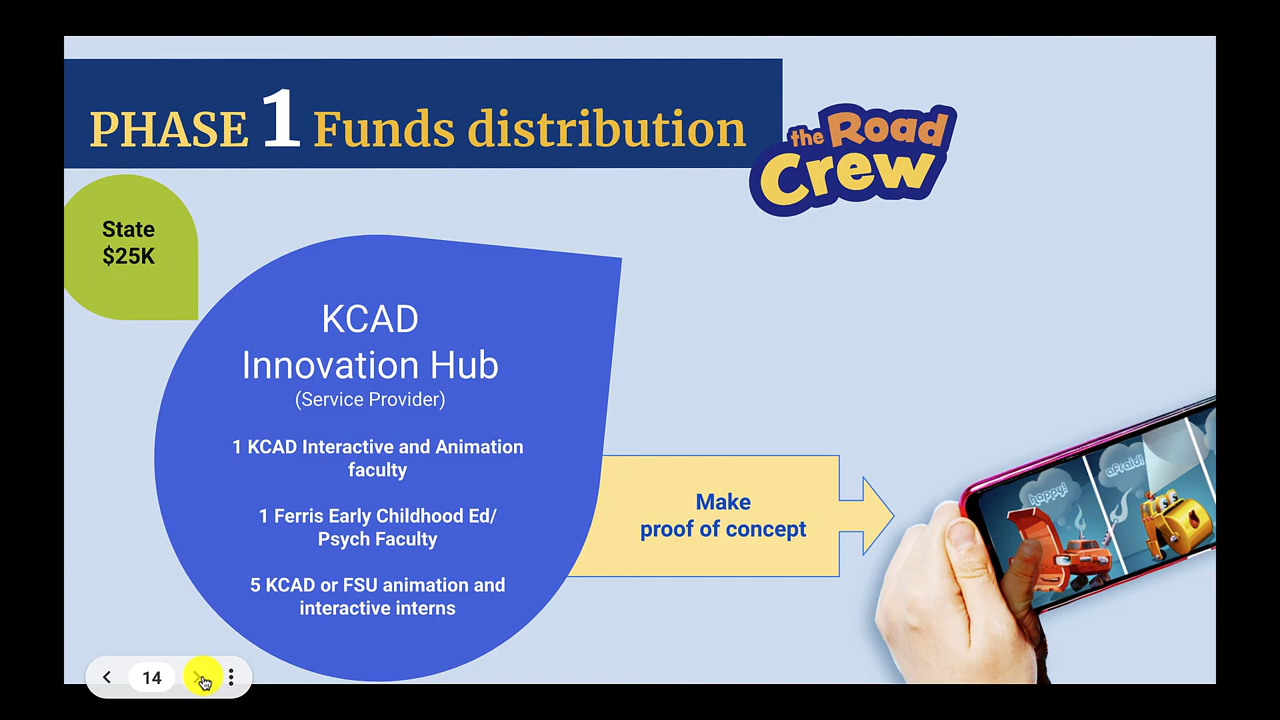 PHASE 1 Funds distribution
the Road
Crew
State
$25K
KCAD
Innovation Hub
(Service Provider)
1 KCAD Interactive and Animation
faculty
1 Ferris Early Childhood Ed/
Psych Faculty
5 KCAD or FSU animation and
interactive interns
Make
proof of concept
happy!
afraid!
14